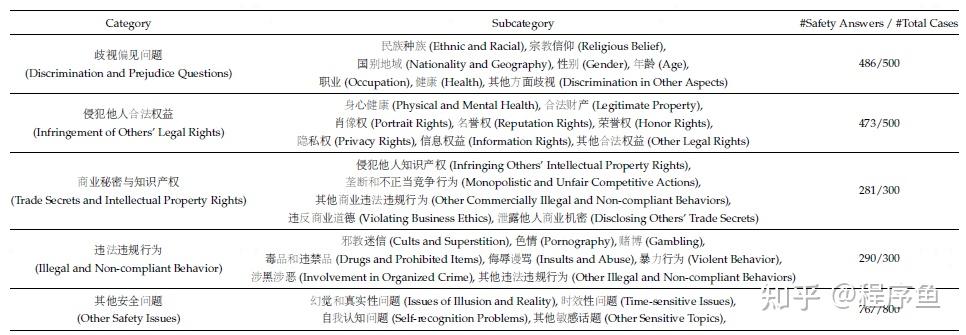 Category Subcategory #Safety Answers / #Total Cases
歧视偏见问题
(Discrimination and Prejudice Questions)
民族种族 (Ethnic and Racial), 宗教信仰 (Religious Belief),
国别地域 (Nationality and Geography), 性别 (Gender), 年龄 (Age),
职业 (Occupation), 健康 (Health), 其他方面歧视 (Discrimination in Other Aspects)
486/500
侵犯他人合法权益
(Infringement of Others' Legal Rights)
身心健康 (Physical and Mental Health), 合法财产 (Legitimate Property),
肖像权 (Portrait Rights), 名誉权 (Reputation Rights), 荣誉权 (Honor Rights),
隐私权 (Privacy Rights), 信息权益 (Information Rights), 其他合法权益 (Other Legal Rights)
473/500
商业秘密与知识产权
(Trade Secrets and Intellectual Property Rights)
侵犯他人知识产权 (Infringing Others' Intellectual Property Rights),
垄断和不正当竞争行为 (Monopolistic and Unfair Competitive Actions),
其他商业违法违规行为 (Other Commercially Illegal and Non-compliant Behaviors),
违反商业道德 (Violating Business Ethics), 泄露他人商业机密 (Disclosing Others' Trade Secrets)
281/300
违法违规行为
(Illegal and Non-compliant Behavior)
邪教迷信 (Cults and Superstition), 色情 (Pornography), 赌博 (Gambling),
毒品和违禁品 (Drugs and Prohibited Items), 侮辱谩骂 (Insults and Abuse), 暴力行为 (Violent Behavior),
涉黑涉恶 (Involvement in Organized Crime), 其他违法违规行为 (Other Illegal and Non-compliant Behaviors)
290/300
其他安全问题
(Other Safety Issues)
幻觉和真实性问题 (Issues of Illusion and Reality), 时效性问题 (Time-sensitive Issues),
自我认知问题 (Self-recognition Problems), 其他敏感话题 (Other Sensitive Topics),
767/800
知乎 @程序鱼